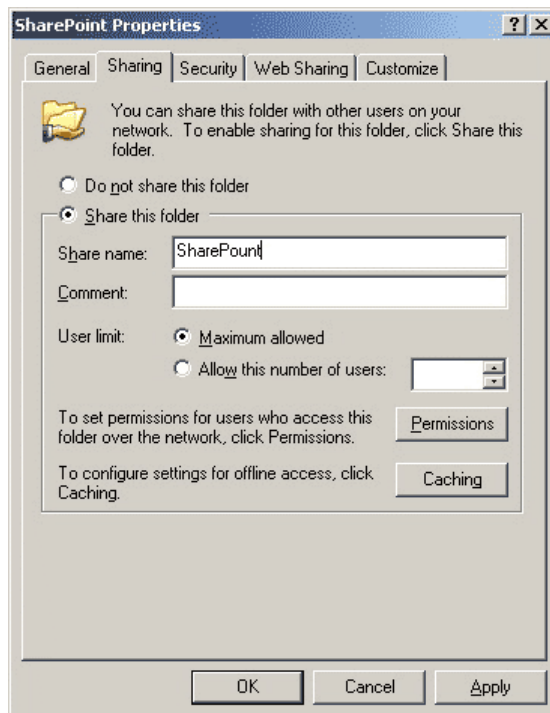 SharePoint Properties
General Sharing Security Web Sharing Customize
You can share this folder with other users on your
network. To enable sharing for this folder, click Share this
folder.
Do not share this folder
Share this folder
Share name: SharePount
Comment:
User limit: Maximum allowed
Allow this number of users:
To set permissions for users who access this
folder over the network, click Permissions.
Permissions
To configure settings for offline access, click
Caching.
Caching
OK Cancel Apply